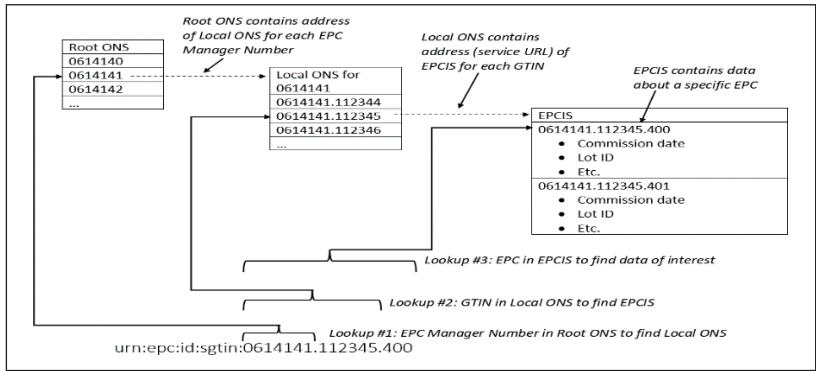 Root ONS contains address
of Local ONS for each EPC
Manager Number
Local ONS contains
address (service URL) of
EPCIS for each GTIN
EPCIS contains data
about a specific EPC
Root ONS
0614140
0614141
0614142
...
Local ONS for
0614141
0614141.112344
0614141.112345
0614141.112346
...
EPCIS
0614141.112345.400
• Commission date
• Lot ID
• Etc.
0614141.112345.401
• Commission date
• Lot ID
• Etc.
Lookup #3: EPC in EPCIS to find data of interest
Lookup #2: GTIN in Local ONS to find EPCIS
Lookup #1: EPC Manager Number in Root ONS to find Local ONS
urn:epc:id:sgtin:0614141.112345.400